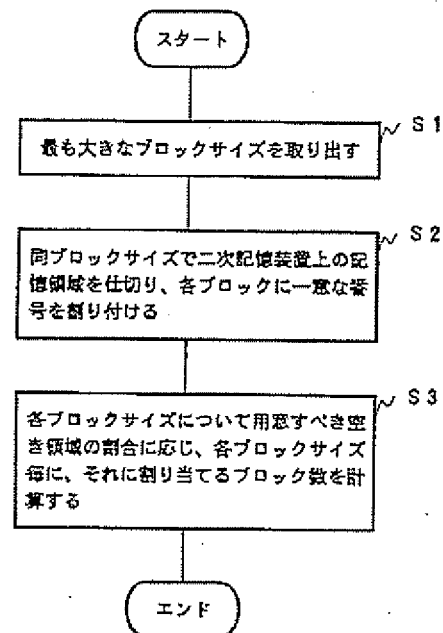 スタート
S1
最も大きなブロックサイズを取り出す
S2
同ブロックサイズで二次記憶装置上の記
憶領域を仕切り、各ブロックに一意な番
号を割り付ける
S3
各ブロックサイズについて用意すべき空
き領域の割合に応じ、各ブロックサイズ
毎に、それに割り当てるブロック数を計
算する
エンド